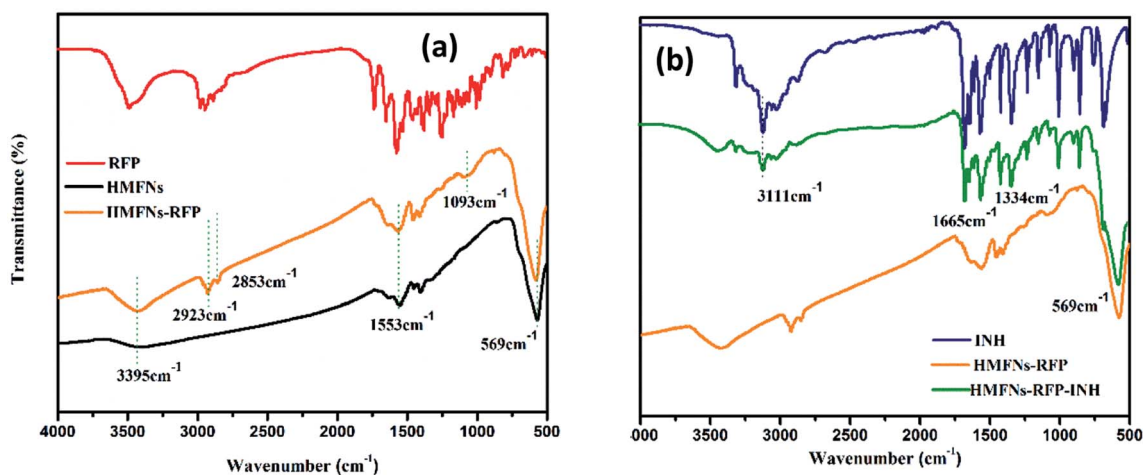 (a)
Transmittance (%)
RFP
HMFNs
HMFNs-RFP
1093cm-1
2853cm-1
2923cm-1
1553cm-1
569cm-1
3395cm-1
4000 3500 3000 2500 2000 1500 1000 500
Wavenumber (cm-1)
(b)
3111cm-1
1334cm-1
1665cm-1
569cm-1
INH
HMFNs-RFP
HMFNs-RFP-INH
000 3500 3000 2500 2000 1500 1000 500
Wavenumber (cm-1)